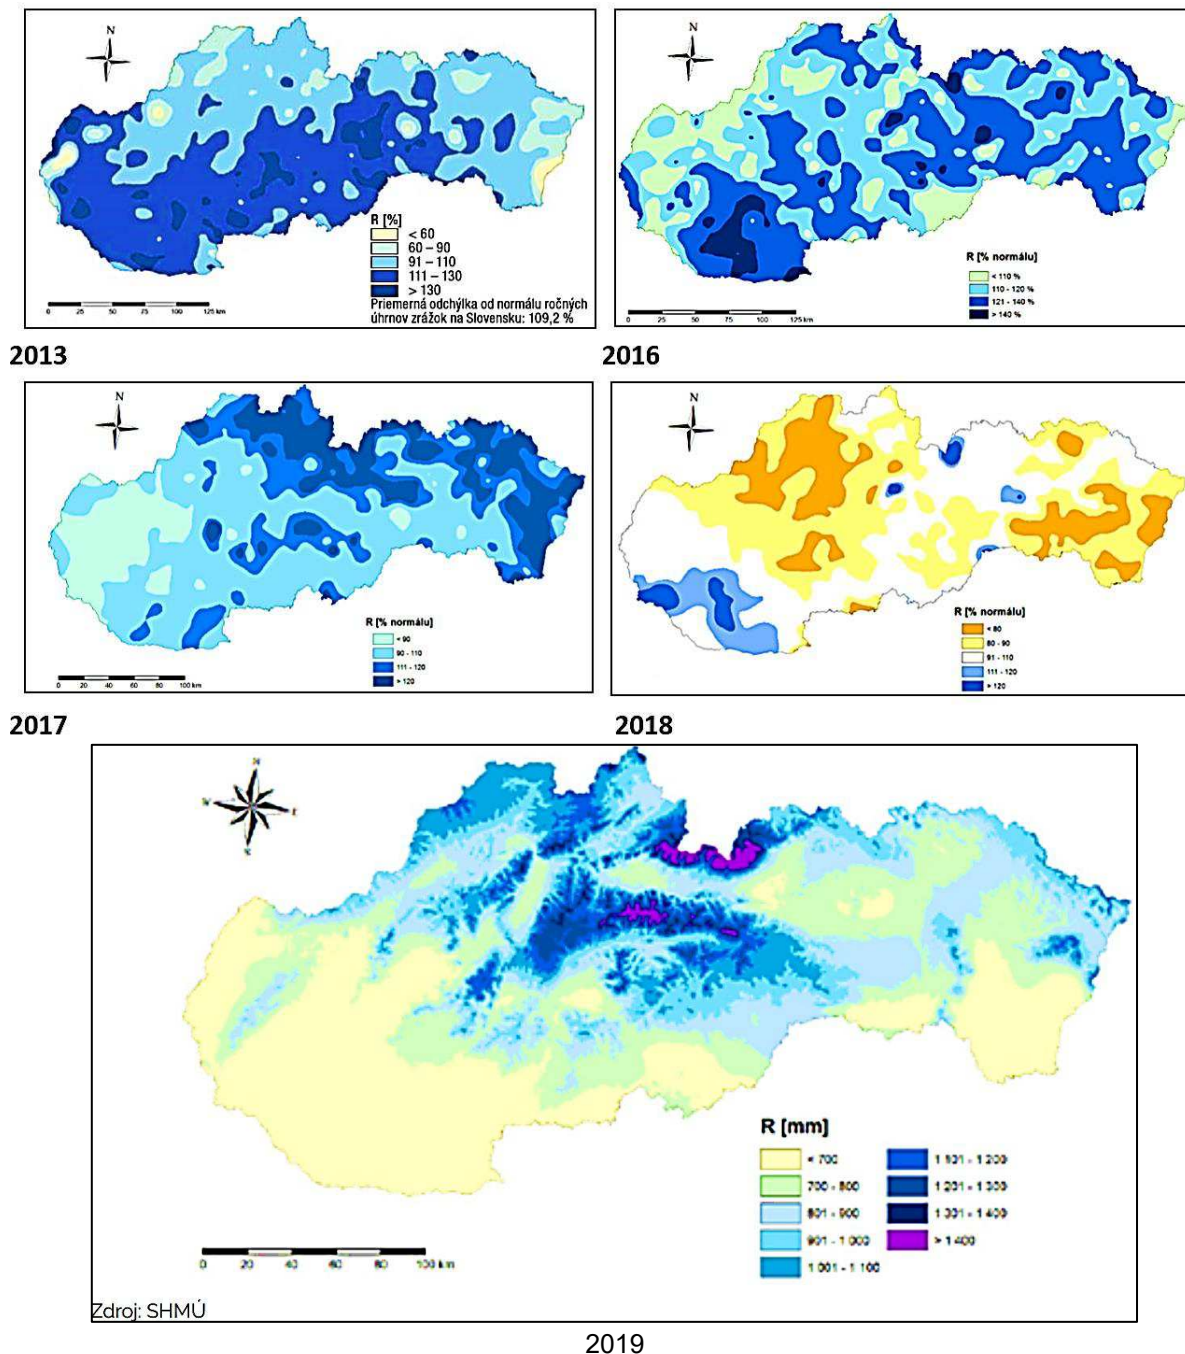 N
R [%]
< 60
60 – 90
91 – 110
111 – 130
> 130
Priemerná odchýlka od normálu ročných
úhrnov zrážok na Slovensku: 109,2 %
0 25 50 75 100 125 km
2013
N
R [% normálu]
< 110 %
110 - 120 %
121 - 140 %
> 140 %
0 25 50 75 100 125 km
2016
N
R [% normálu]
< 90
90 - 110
111 - 120
> 120
0 20 40 60 80 100 km
2017
N
R [% normálu]
< 80
80 - 90
91 - 110
111 - 120
> 120
2018
N
W E
S
R [mm]
< 700
700 - 800
801 - 900
901 - 1 000
1 001 - 1 100
1 101 - 1 200
1 201 - 1 300
1 301 - 1 400
> 1 400
0 20 40 60 80 100 km
Zdroj: SHMÚ
2019